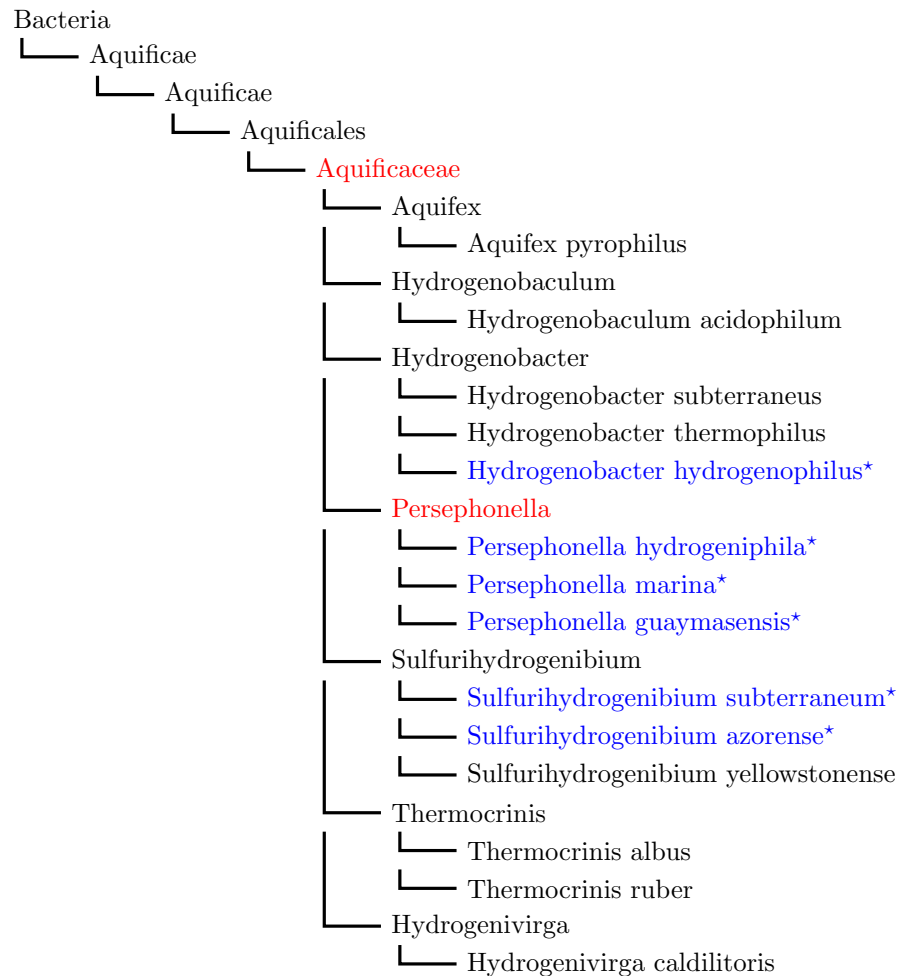 Bacteria
Aquificae
Aquificae
Aquificales
Aquificaceae
Aquifex
Aquifex pyrophilus
Hydrogenobaculum
Hydrogenobaculum acidophilum
Hydrogenobacter
Hydrogenobacter subterraneus
Hydrogenobacter thermophilus
Hydrogenobacter hydrogenophilus⋆
Persephonella
Persephonella hydrogeniphila⋆
Persephonella marina⋆
Persephonella guaymasensis⋆
Sulfurihydrogenibium
Sulfurihydrogenibium subterraneum⋆
Sulfurihydrogenibium azorense⋆
Sulfurihydrogenibium yellowstonense
Thermocrinis
Thermocrinis albus
Thermocrinis ruber
Hydrogenivirga
Hydrogenivirga caldilitoris